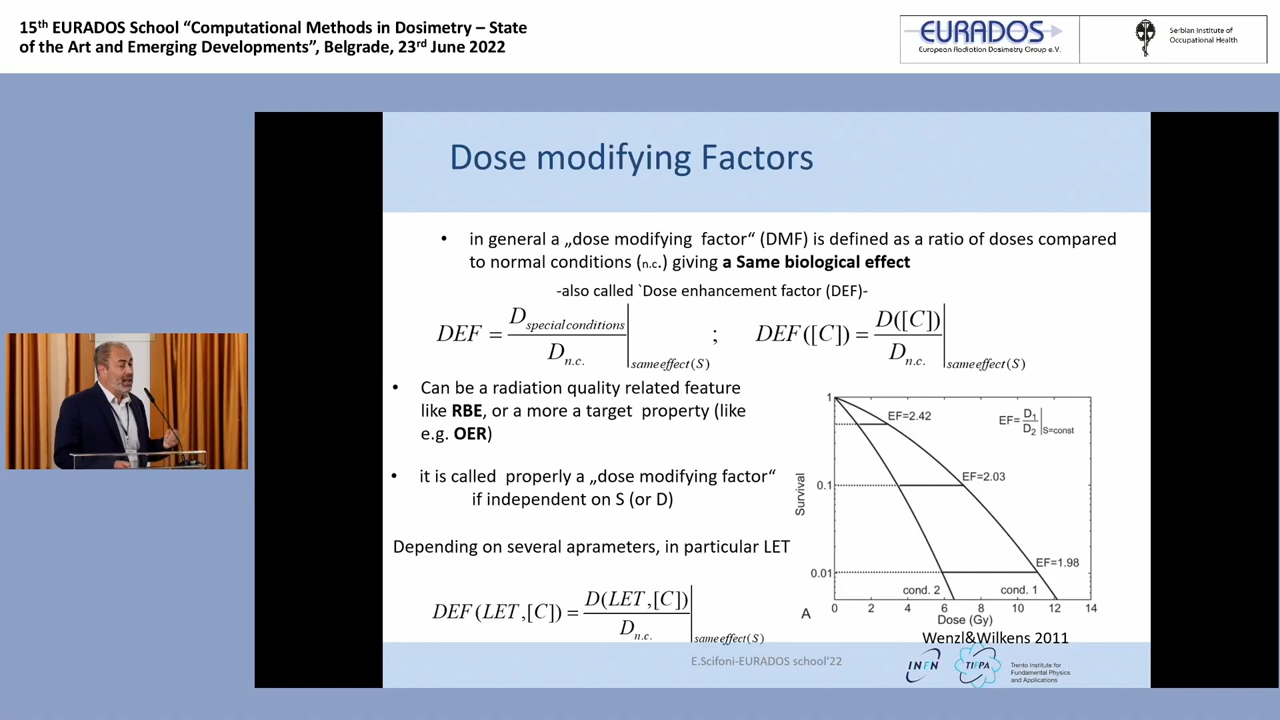 15th EURADOS School “Computational Methods in Dosimetry – State
of the Art and Emerging Developments”, Belgrade, 23rd June 2022
EURADOS
European Radiation Dosimetry Group e.V.
Serbian Institute of
Occupational Health
Dose modifying Factors
• in general a „dose modifying factor“ (DMF) is defined as a ratio of doses compared
to normal conditions (n.c.) giving a Same biological effect
-also called `Dose enhancement factor (DEF)-
DEF = D special conditions / D n.c. | same effect (S) ; DEF ([C]) = D([C]) / D n.c. | same effect (S)
• Can be a radiation quality related feature
like RBE, or a more a target property (like
e.g. OER)
• it is called properly a „dose modifying factor“
if independent on S (or D)
Depending on several aprameters, in particular LET
DEF (LET,[C]) = D(LET,[C]) / D n.c. | same effect (S)
1
EF=2.42
EF= D1 / D2 | S=const
EF=2.03
0.1
Survival
EF=1.98
0.01
cond. 2
cond. 1
0 2 4 6 8 10 12 14
A
Dose (Gy)
Wenzl&Wilkens 2011
E.Scifoni-EURADOS school'22
INFN
TIFPA
Trento Institute for
Fundamental Physics
and Applications